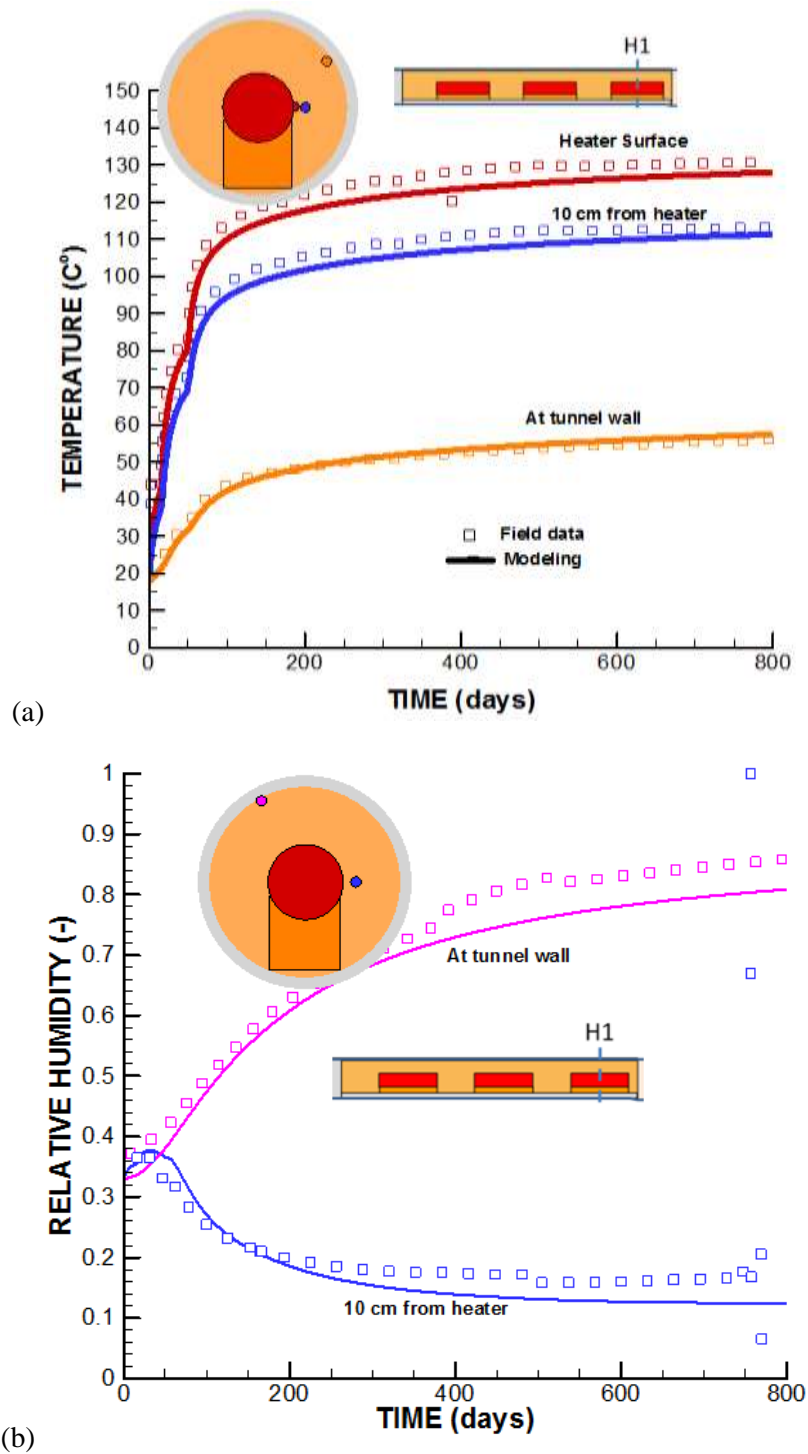 H1
150
140
130
120
110
100
90
80
70
60
50
40
30
20
10
0
TEMPERATURE (C°)
Heater Surface
10 cm from heater
At tunnel wall
Field data
Modeling
0 200 400 600 800
TIME (days)
(a)
1
0.9
0.8
0.7
0.6
0.5
0.4
0.3
0.2
0.1
0
RELATIVE HUMIDITY (-)
At tunnel wall
H1
10 cm from heater
0 200 400 600 800
TIME (days)
(b)